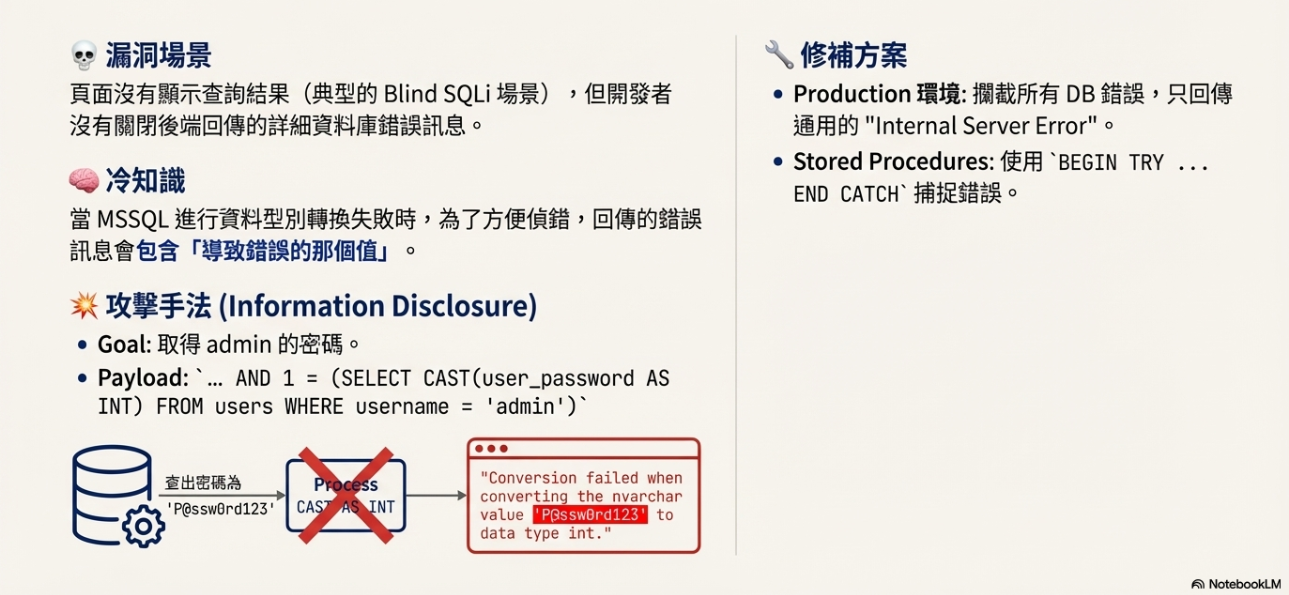 漏洞場景
頁面沒有顯示查詢結果（典型的 Blind SQLi 場景），但開發者
沒有關閉後端回傳的詳細資料庫錯誤訊息。
冷知識
當 MSSQL 進行資料型別轉換失敗時，為了方便偵錯，回傳的錯誤
訊息會包含「導致錯誤的那個值」。
攻擊手法 (Information Disclosure)
• Goal: 取得 admin 的密碼。
• Payload: `… AND 1 = (SELECT CAST(user_password AS
INT) FROM users WHERE username = 'admin')`
查出密碼為
'P@ssw0rd123'
Process
CAST AS INT
"Conversion failed when
converting the nvarchar
value 'P@ssw0rd123' to
data type int."
修補方案
• Production 環境: 攔截所有 DB 錯誤，只回傳
通用的 "Internal Server Error"。
• Stored Procedures: 使用 `BEGIN TRY ...
END CATCH` 捕捉錯誤。
NotebookLM